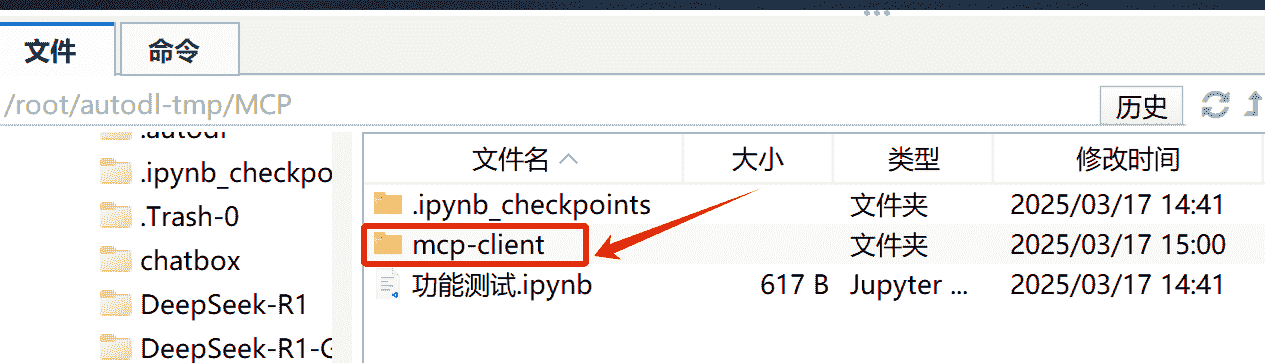 文件 命令
/root/autodl-tmp/MCP 历史
.autodl
.ipynb_checkpo
.Trash-0
chatbox
DeepSeek-R1
DeepSeek-R1-G
文件名 大小 类型 修改时间
.ipynb_checkpoints 文件夹 2025/03/17 14:41
mcp-client 文件夹 2025/03/17 15:00
功能测试.ipynb 617 B Jupyter ... 2025/03/17 14:41